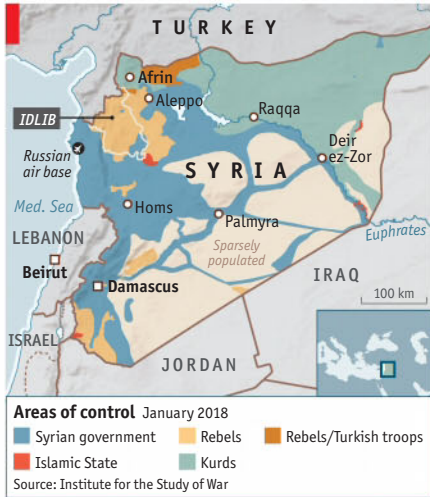 TURKEY
Afrin
Aleppo
Raqqa
IDLIB
Deir
ez-Zor
Russian
air base
SYRIA
Med. Sea
Homs
Palmyra
LEBANON
Sparsely
populated
Euphrates
Beirut
Damascus
IRAQ
100 km
ISRAEL
JORDAN
Areas of control January 2018
Syrian government
Rebels
Rebels/Turkish troops
Islamic State
Kurds
Source: Institute for the Study of War